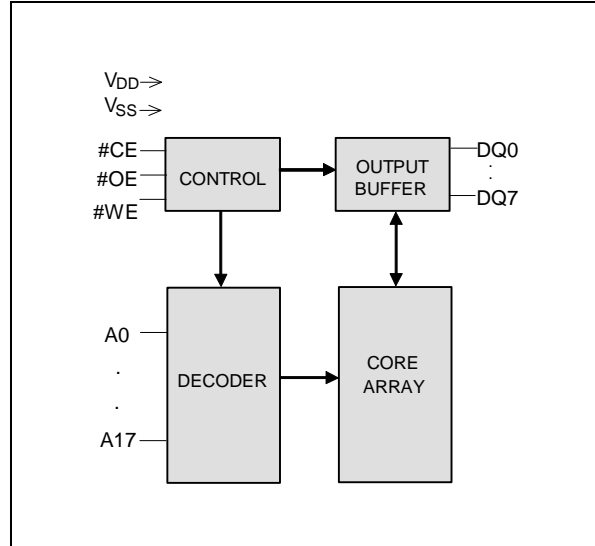 VDD
VSS
#CE
#OE
#WE
CONTROL
OUTPUT
BUFFER
DQ0
.
.
DQ7
A0
.
.
A17
DECODER
CORE
ARRAY